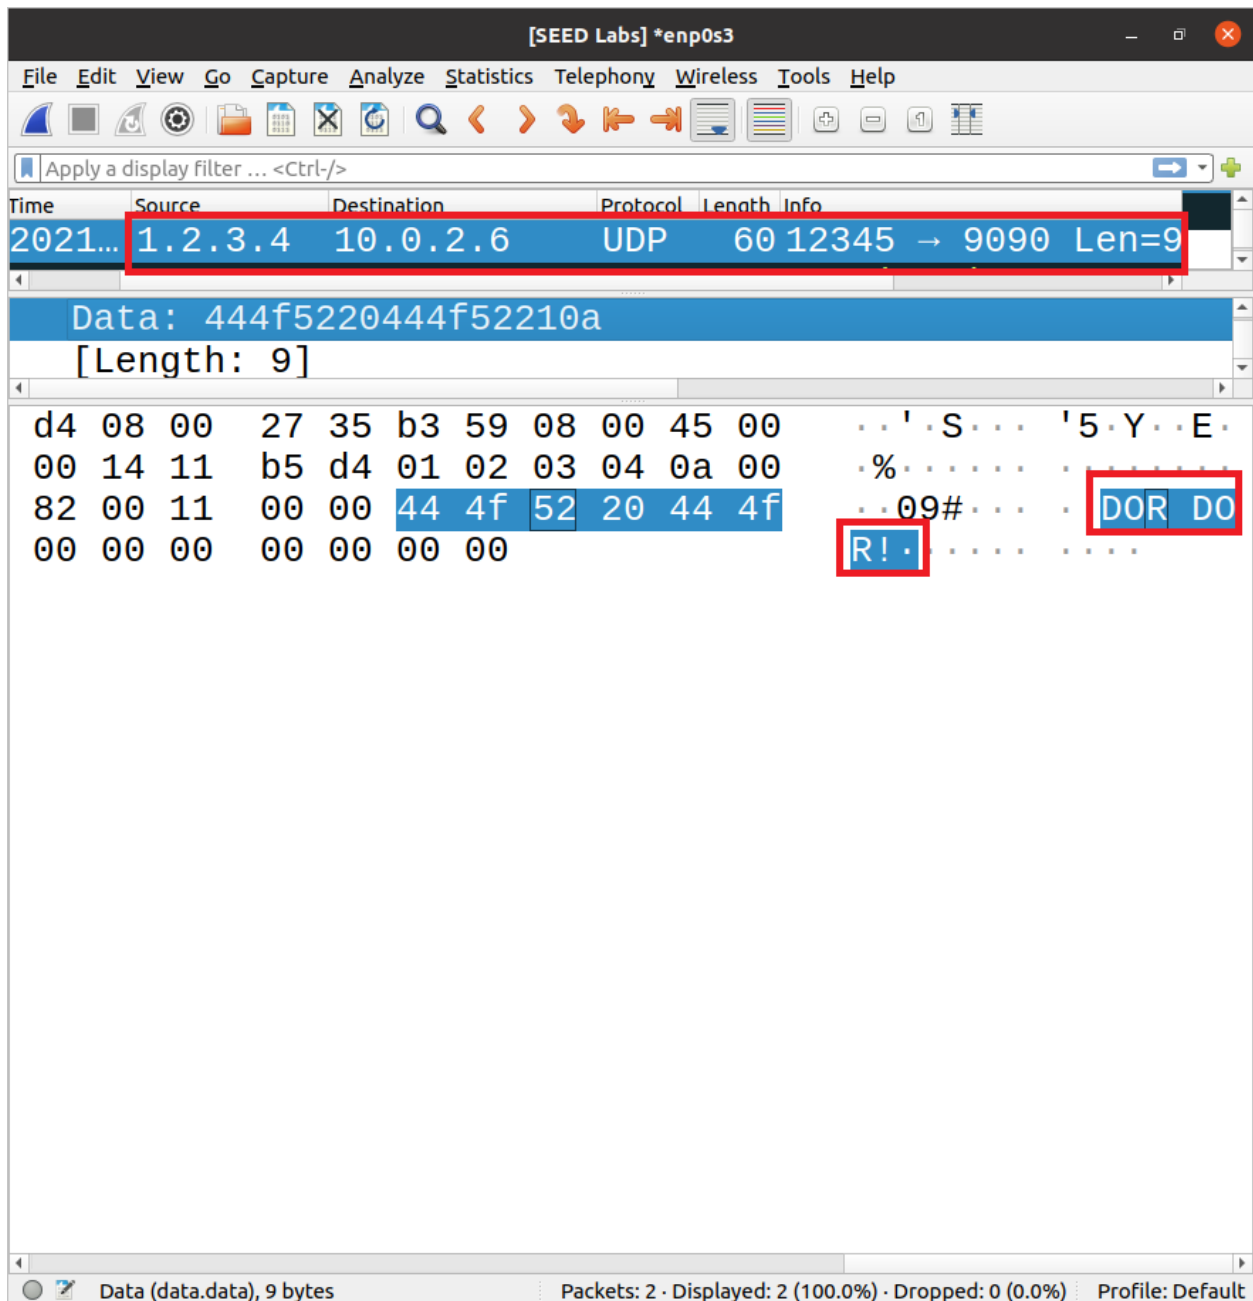 [SEED Labs] *enp0s3
File Edit View Go Capture Analyze Statistics Telephony Wireless Tools Help
Apply a display filter ... <Ctrl-/>
Time Source Destination Protocol Length Info
2021... 1.2.3.4 10.0.2.6 UDP 60 12345 → 9090 Len=9
Data: 444f5220444f52210a
[Length: 9]
d4 08 00 27 35 b3 59 08 00 45 00 ··'·S··· '5·Y··E·
00 14 11 b5 d4 01 02 03 04 0a 00 ·%······ ········
82 00 11 00 00 44 4f 52 20 44 4f ··09#··· · DOR DO
00 00 00 00 00 00 00 R!······ ····
Data (data.data), 9 bytes Packets: 2 · Displayed: 2 (100.0%) · Dropped: 0 (0.0%) Profile: Default